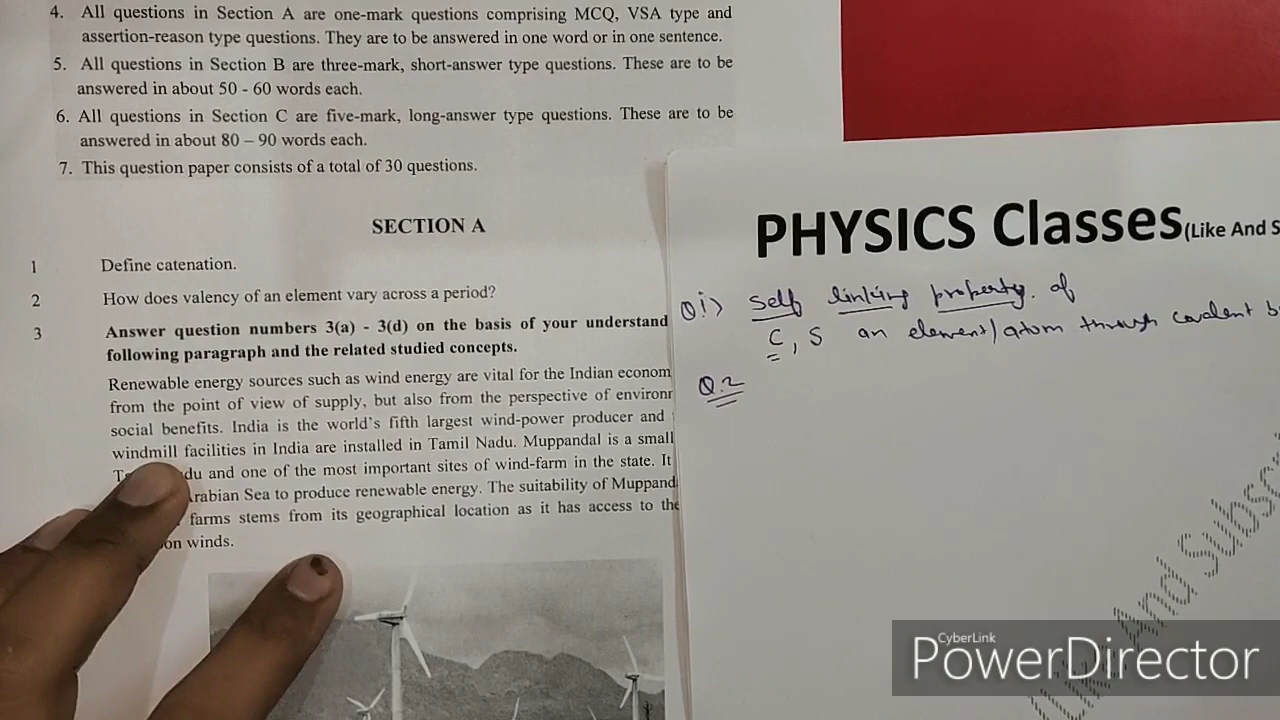 4. All questions in Section A are one-mark questions comprising MCQ, VSA type and
assertion-reason type questions. They are to be answered in one word or in one sentence.
5. All questions in Section B are three-mark, short-answer type questions. These are to be
answered in about 50 - 60 words each.
6. All questions in Section C are five-mark, long-answer type questions. These are to be
answered in about 80 – 90 words each.
7. This question paper consists of a total of 30 questions.
SECTION A
1 Define catenation.
2 How does valency of an element vary across a period?
3 Answer question numbers 3(a) - 3(d) on the basis of your understand
following paragraph and the related studied concepts.
Renewable energy sources such as wind energy are vital for the Indian econom
from the point of view of supply, but also from the perspective of environ
social benefits. India is the world's fifth largest wind-power producer and
windmill facilities in India are installed in Tamil Nadu. Muppandal is a small
du and one of the most important sites of wind-farm in the state. It
rabian Sea to produce renewable energy. The suitability of Muppand
farms stems from its geographical location as it has access to the
on winds.
PHYSICS Classes(Like And S
Qi) Self linking property of
C, S an element/atom through covalent b
Q.2
And Subsc
CyberLink
PowerDirector